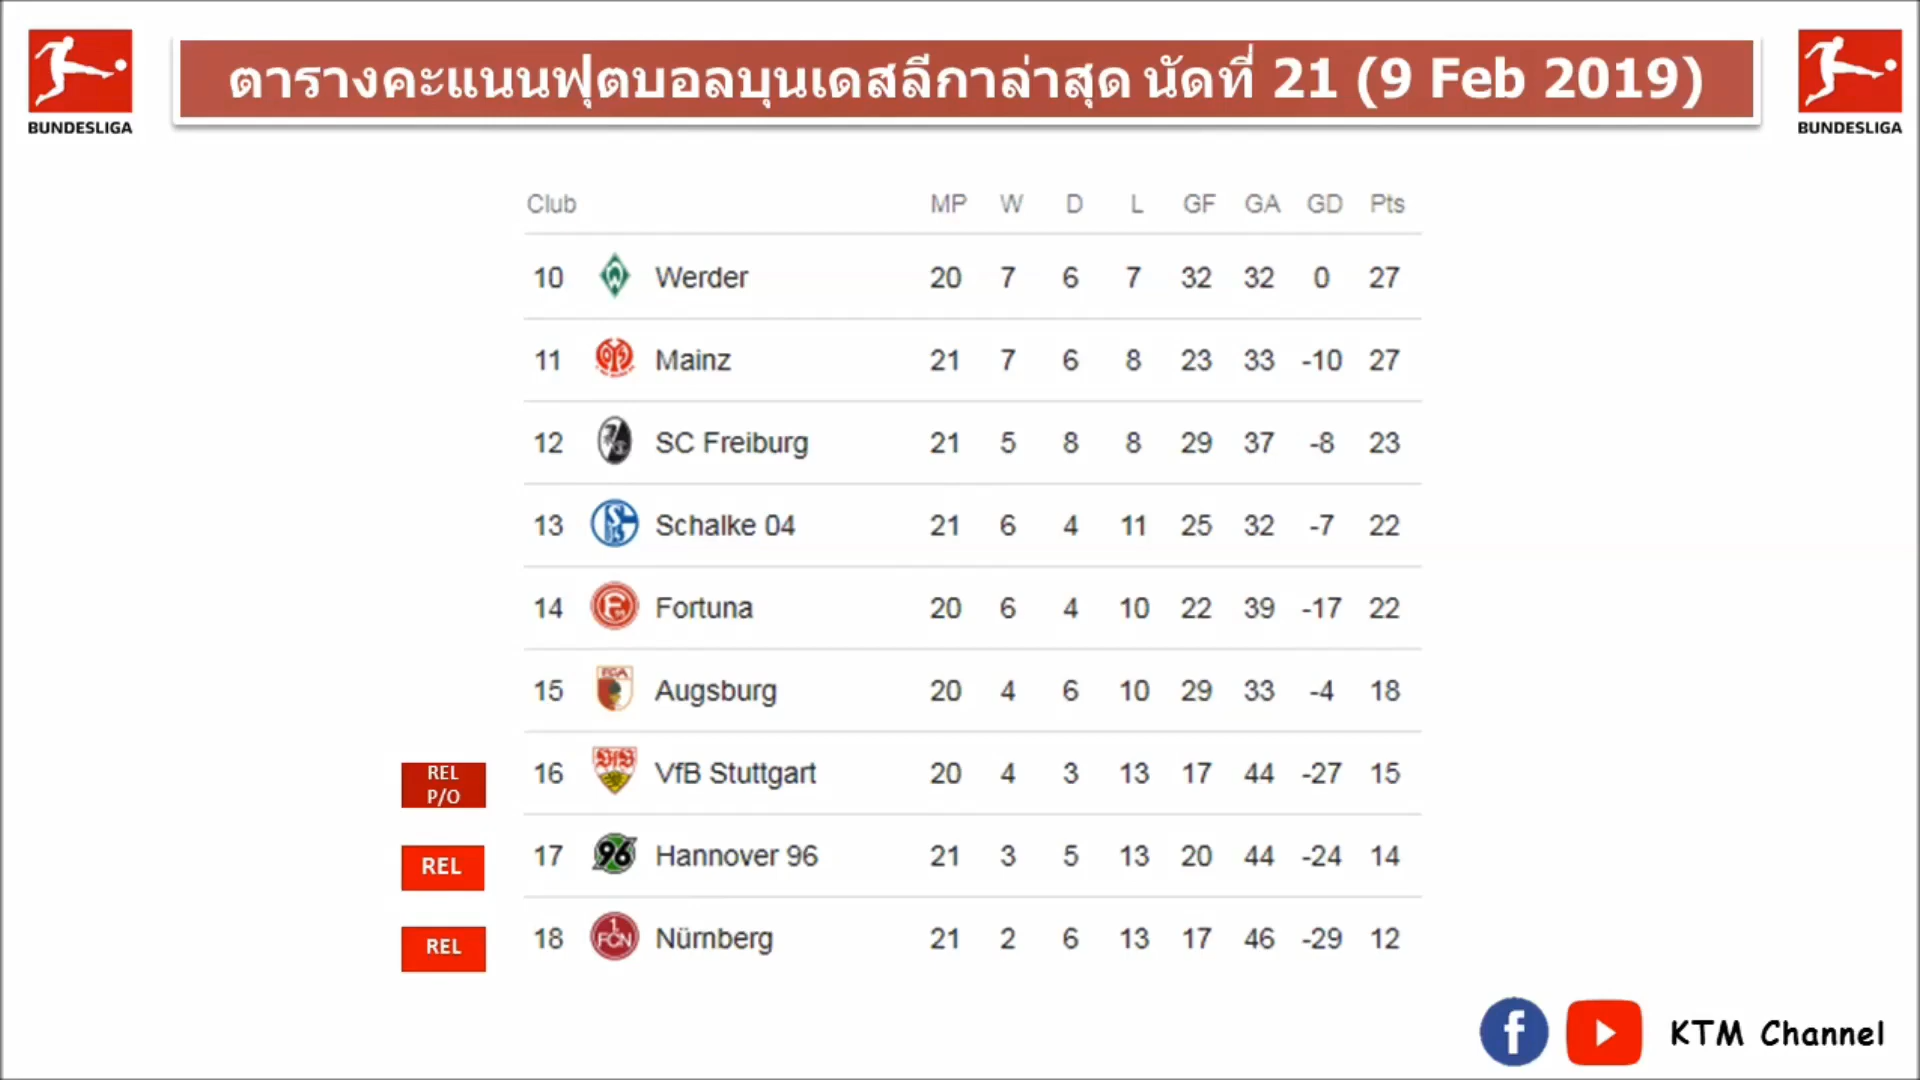 ตารางคะแนนฟุตบอลบุนเดสลีกาล่าสุด นัดที่ 21 (9 Feb 2019)
BUNDESLIGA
BUNDESLIGA
Club MP W D L GF GA GD Pts
10 Werder 20 7 6 7 32 32 0 27
11 Mainz 21 7 6 8 23 33 -10 27
12 SC Freiburg 21 5 8 8 29 37 -8 23
13 Schalke 04 21 6 4 11 25 32 -7 22
14 Fortuna 20 6 4 10 22 39 -17 22
15 FCA Augsburg 20 4 6 10 29 33 -4 18
REL
P/O
16 VfB VfB Stuttgart 20 4 3 13 17 44 -27 15
REL 17 96 Hannover 96 21 3 5 13 20 44 -24 14
REL 18 1. FCN Nürnberg 21 2 6 13 17 46 -29 12
f KTM Channel